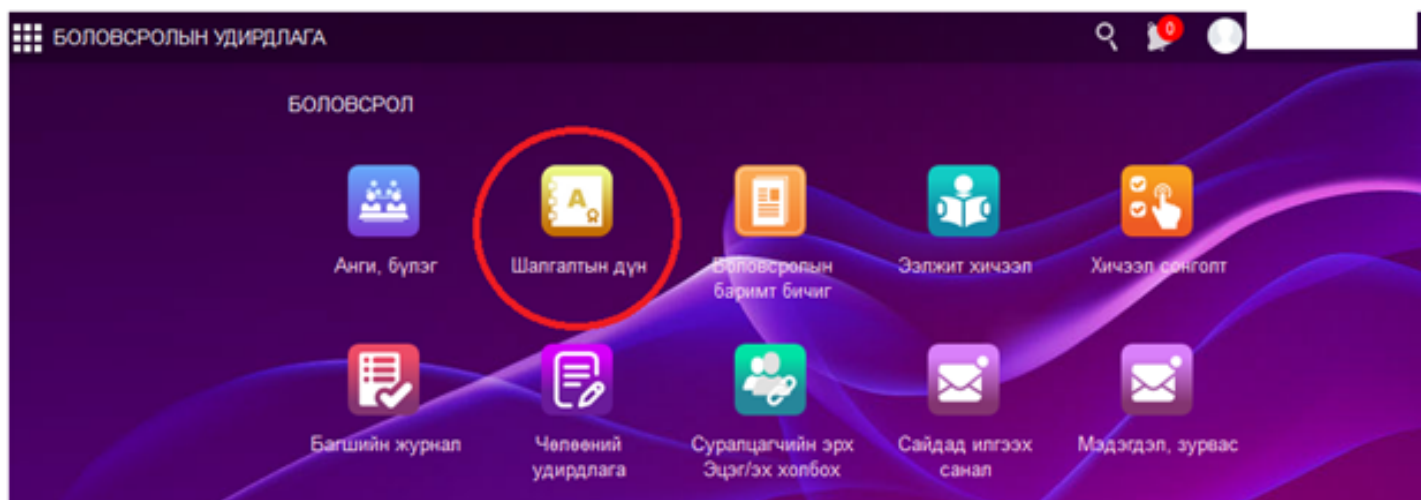 БОЛОВСРОЛЫН УДИРДЛАГА
0
БОЛОВСРОЛ
A
Анги, бүлэг
Шалгалтын дүн
Боловсролын
баримт бичиг
Ээлжит хичээл
Хичээл сонголт
Багшийн журнал
Чөлөөний
удирдлага
Суралцагчийн эрх
Эцэг/эх холбох
Сайдад илгээх
санал
Мэдэгдэл, зурвас